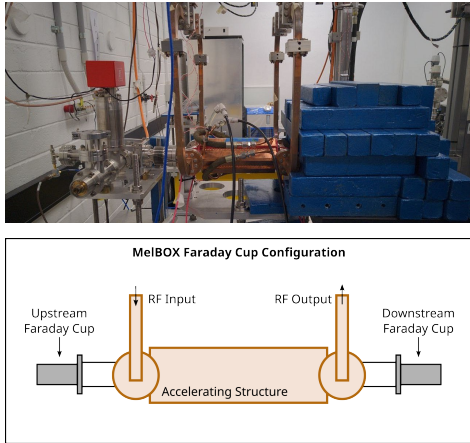 MelBOX Faraday Cup Configuration
RF Input
RF Output
Upstream
Faraday Cup
Downstream
Faraday Cup
Accelerating Structure